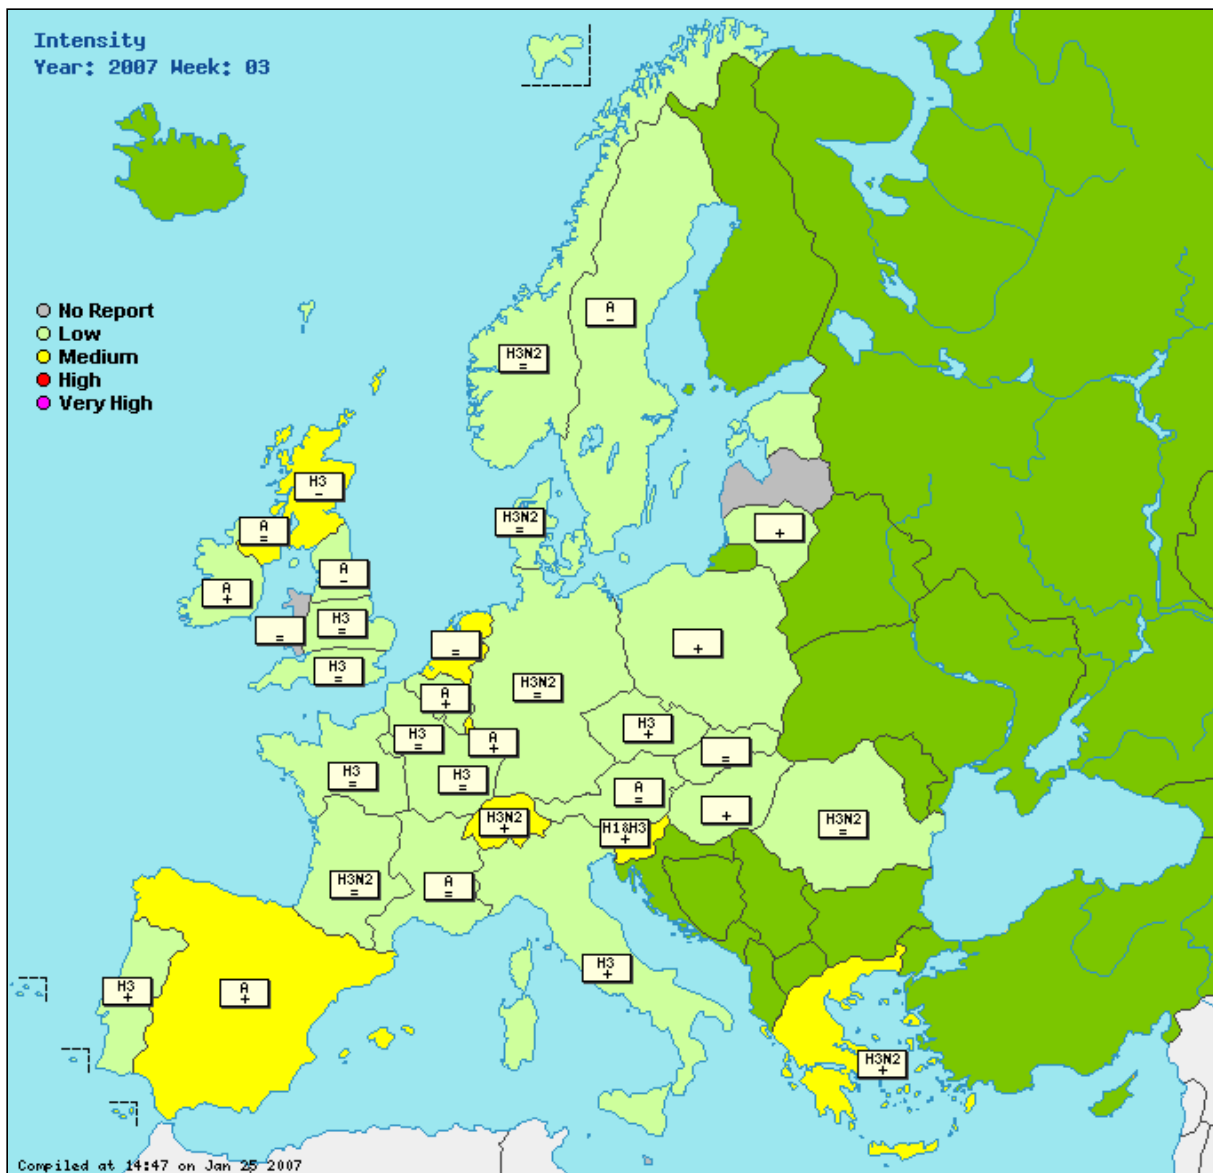 Intensity
Year: 2007 Week: 03
No Report
Low
Medium
High
Very High
A
-
H3N2
=
H3
-
H3N2
=
A
=
+
A
-
A
+
H3
=
=
=
+
H3
=
H3N2
=
A
+
H3
=
A
+
H3
+
=
H3
=
H3
=
A
=
+
H3N2
+
H1&H3
+
H3N2
=
H3N2
=
A
=
H3
+
H3
+
A
+
H3N2
+
Compiled at 14:47 on Jan 25 2007